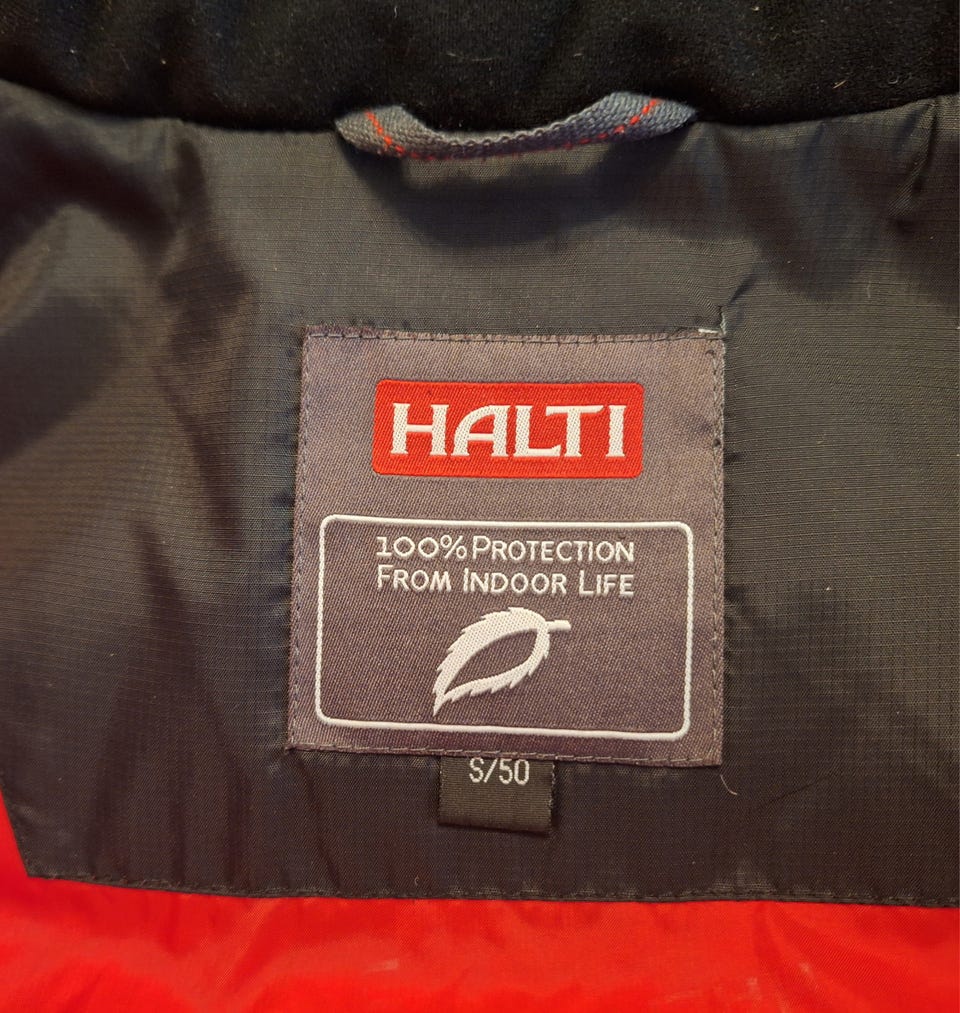 HALTI
100% PROTECTION
FROM INDOOR LIFE
S/50